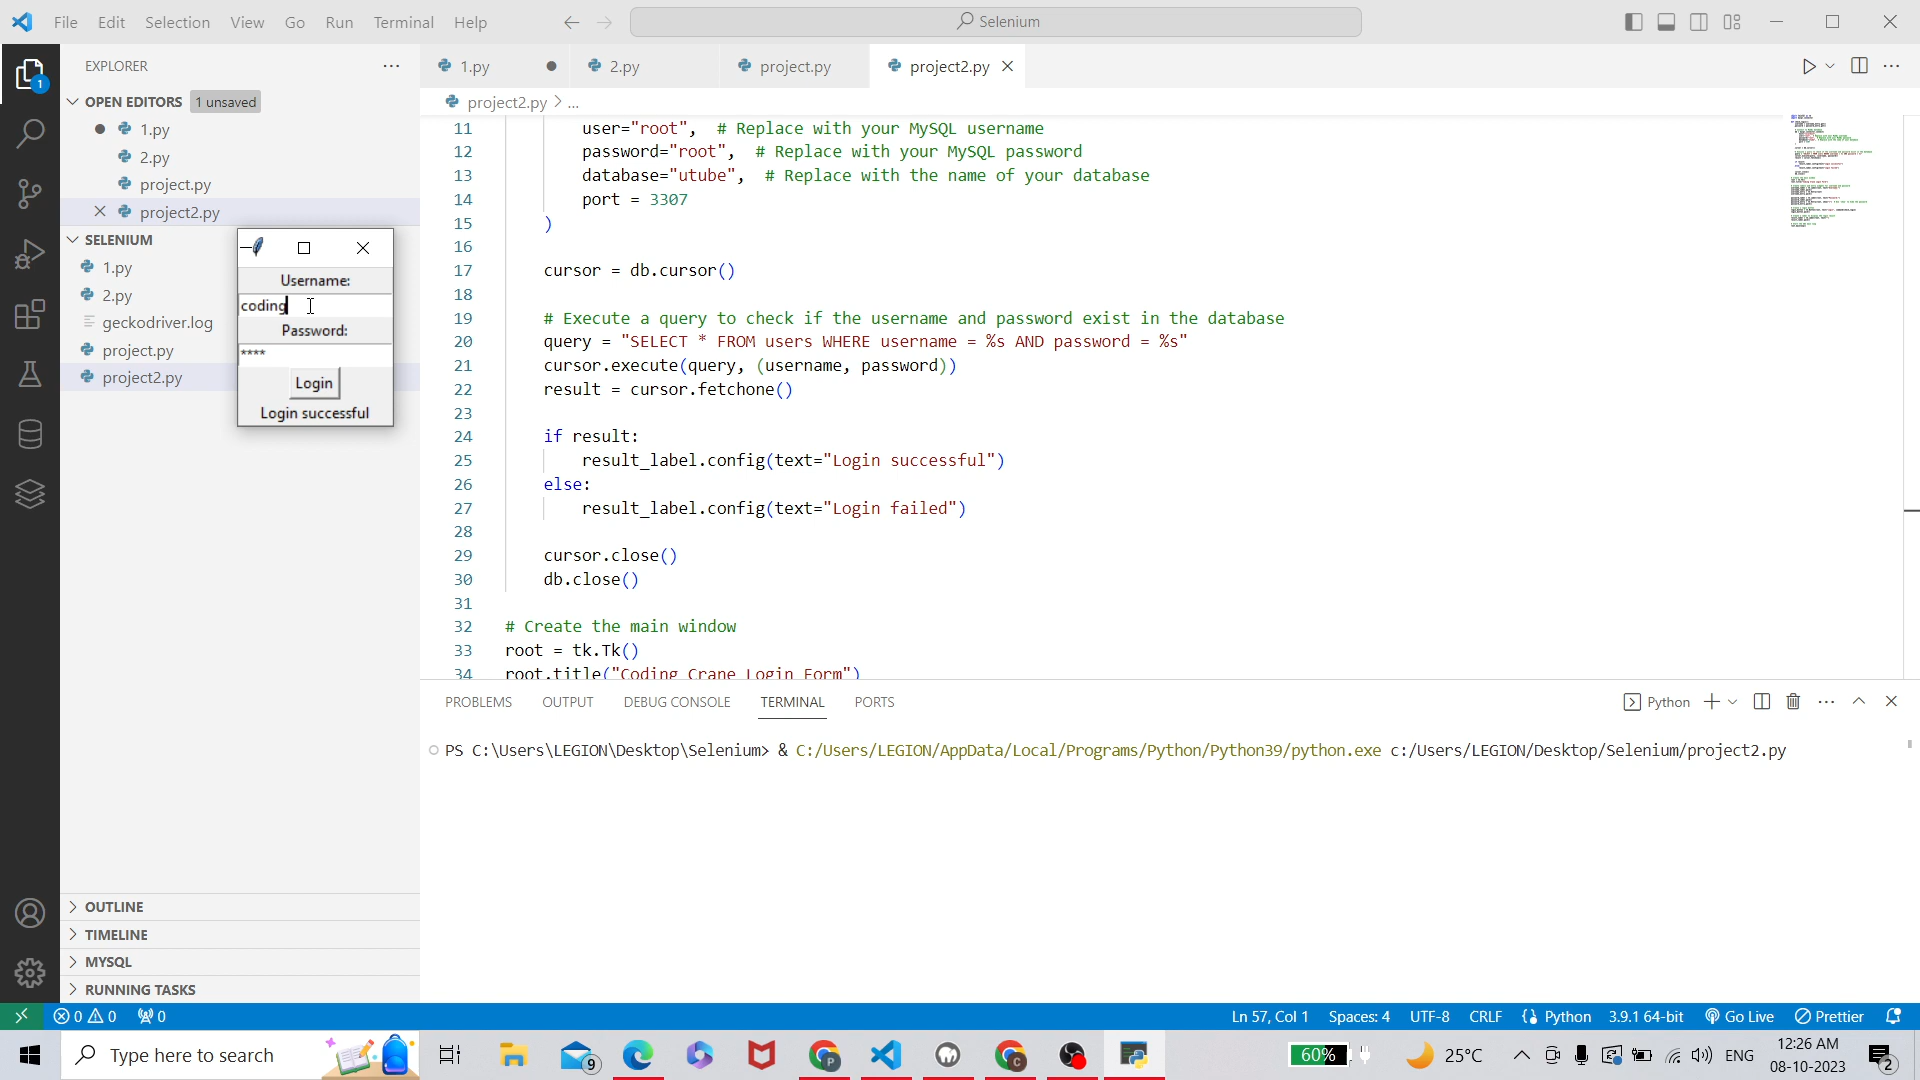 File Edit Selection View Go Run Terminal Help
Selenium
EXPLORER
OPEN EDITORS 1 unsaved
1.py
2.py
project.py
project2.py
SELENIUM
1.py
2.py
geckodriver.log
project.py
project2.py
Username:
coding
Password:
****
Login
Login successful
OUTLINE
TIMELINE
MYSQL
RUNNING TASKS
1.py 2.py project.py project2.py
project2.py > ...
11 user="root", # Replace with your MySQL username
12 password="root", # Replace with your MySQL password
13 database="utube", # Replace with the name of your database
14 port = 3307
15 )
16
17 cursor = db.cursor()
18
19 # Execute a query to check if the username and password exist in the database
20 query = "SELECT * FROM users WHERE username = %s AND password = %s"
21 cursor.execute(query, (username, password))
22 result = cursor.fetchone()
23
24 if result:
25 result_label.config(text="Login successful")
26 else:
27 result_label.config(text="Login failed")
28
29 cursor.close()
30 db.close()
31
32 # Create the main window
33 root = tk.Tk()
34 root.title("Coding Crane Login Form")
PROBLEMS OUTPUT DEBUG CONSOLE TERMINAL PORTS
Python
PS C:\Users\LEGION\Desktop\Selenium> & C:/Users/LEGION/AppData/Local/Programs/Python/Python39/python.exe c:/Users/LEGION/Desktop/Selenium/project2.py
0 0 0
Ln 57, Col 1 Spaces: 4 UTF-8 CRLF Python 3.9.1 64-bit Go Live Prettier
Type here to search
9
60%
25°C
ENG
12:26 AM
08-10-2023
2